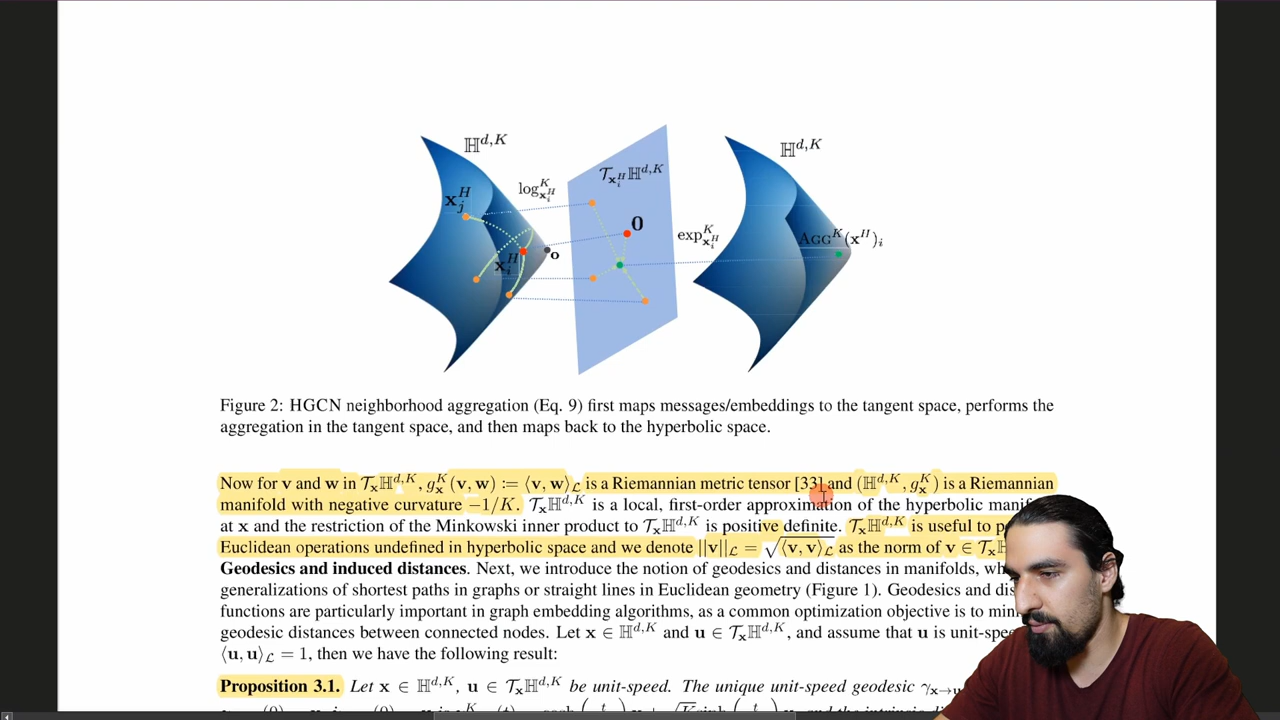 ℍ^{d,K}
ℍ^{d,K}
𝒯_{𝐱_i^H}ℍ^{d,K}
log^K_{𝐱_i^H}
𝐱_j^H
0
exp^K_{𝐱_i^H}
AGG^K(𝐱^H)_i
𝐱_i^H
o
Figure 2: HGCN neighborhood aggregation (Eq. 9) first maps messages/embeddings to the tangent space, performs the
aggregation in the tangent space, and then maps back to the hyperbolic space.
Now for v and w in 𝒯_𝐱ℍ^{d,K}, g_𝐱^K(v, w) := ⟨v, w⟩_ℒ is a Riemannian metric tensor [33] and (ℍ^{d,K}, g_𝐱^K) is a Riemannian
manifold with negative curvature −1/K. 𝒯_𝐱ℍ^{d,K} is a local, first-order approximation of the hyperbolic
at x and the restriction of the Minkowski inner product to 𝒯_𝐱ℍ^{d,K} is positive definite. 𝒯_𝐱ℍ^{d,K} is useful to
Euclidean operations undefined in hyperbolic space and we denote ||v||_ℒ = √⟨v, v⟩_ℒ as the norm of v ∈
Geodesics and induced distances. Next, we introduce the notion of geodesics and distances in manifolds,
generalizations of shortest paths in graphs or straight lines in Euclidean geometry (Figure 1). Geodesics and
functions are particularly important in graph embedding algorithms, as a common optimization objective is to
geodesic distances between connected nodes. Let x ∈ ℍ^{d,K} and u ∈ 𝒯_𝐱ℍ^{d,K}, and assume that u is
⟨u, u⟩_ℒ = 1, then we have the following result:
Proposition 3.1. Let x ∈ ℍ^{d,K}, u ∈ 𝒯_𝐱ℍ^{d,K} be unit-speed. The unique unit-speed geodesic γ_{𝐱→𝐮}